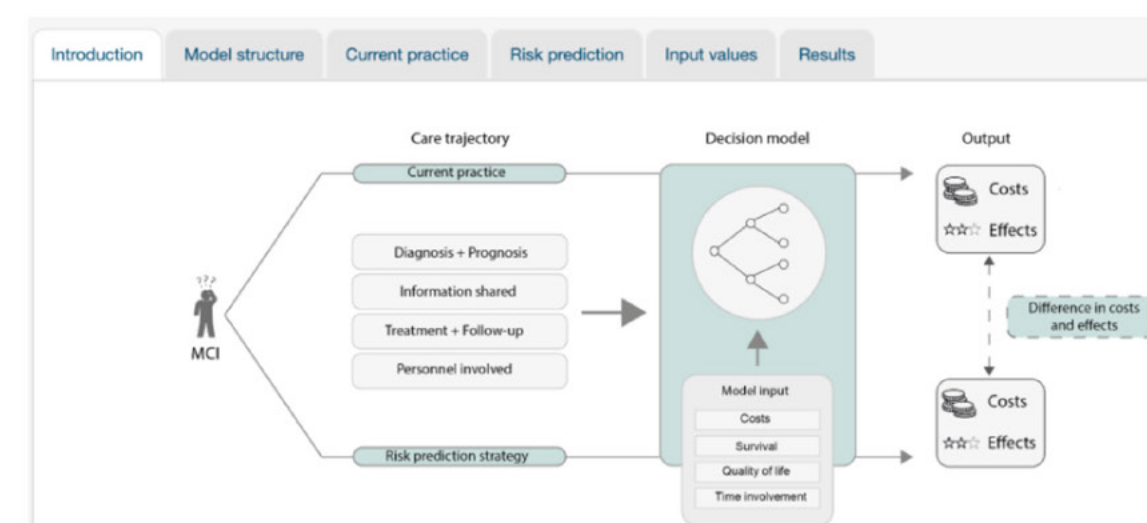 Introduction
Model structure
Current practice
Risk prediction
Input values
Results
Care trajectory
Decision model
Output
Current practice
Costs
Effects
Diagnosis + Prognosis
Information shared
Treatment + Follow-up
Personnel involved
???
MCI
Difference in costs
and effects
Model input
Costs
Survival
Quality of life
Time involvement
Costs
Effects
Risk prediction strategy